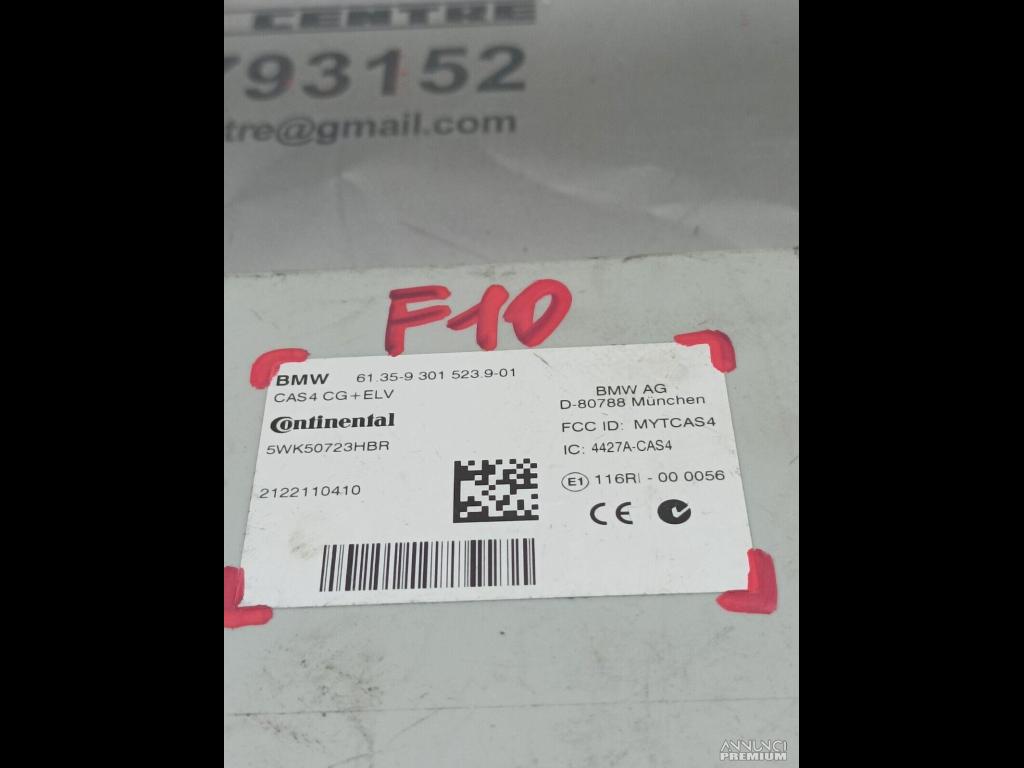 CENTRE
793152
tre@gmail.com
F10
BMW 61.35-9 301 523.9-01
CAS4 CG+ELV
Continental
5WK50723HBR
2122110410
BMW AG
D-80788 München
FCC ID: MYTCAS4
IC: 4427A-CAS4
E1 116RI - 00 0056
CE
ANNUNCI
PREMIUM